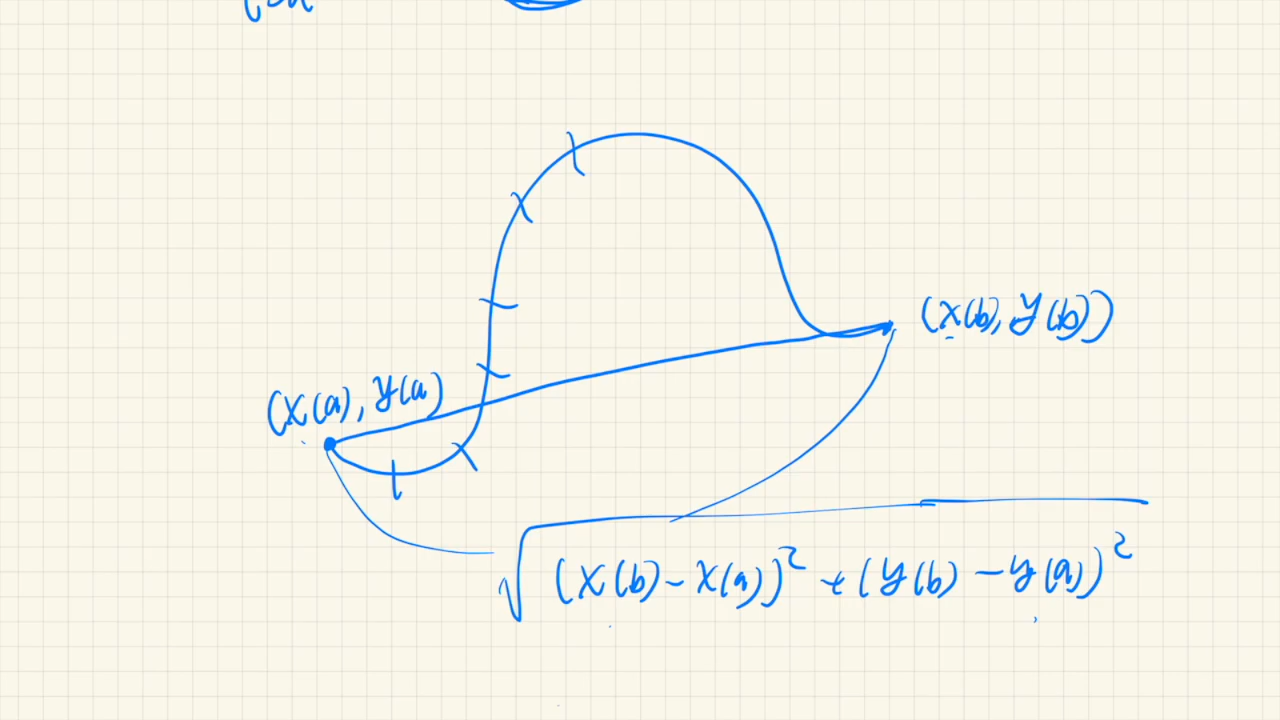 (x(b), y(b))
(x(a), y(a)
√(x(b) - x(a))² + (y(b) - y(a))²